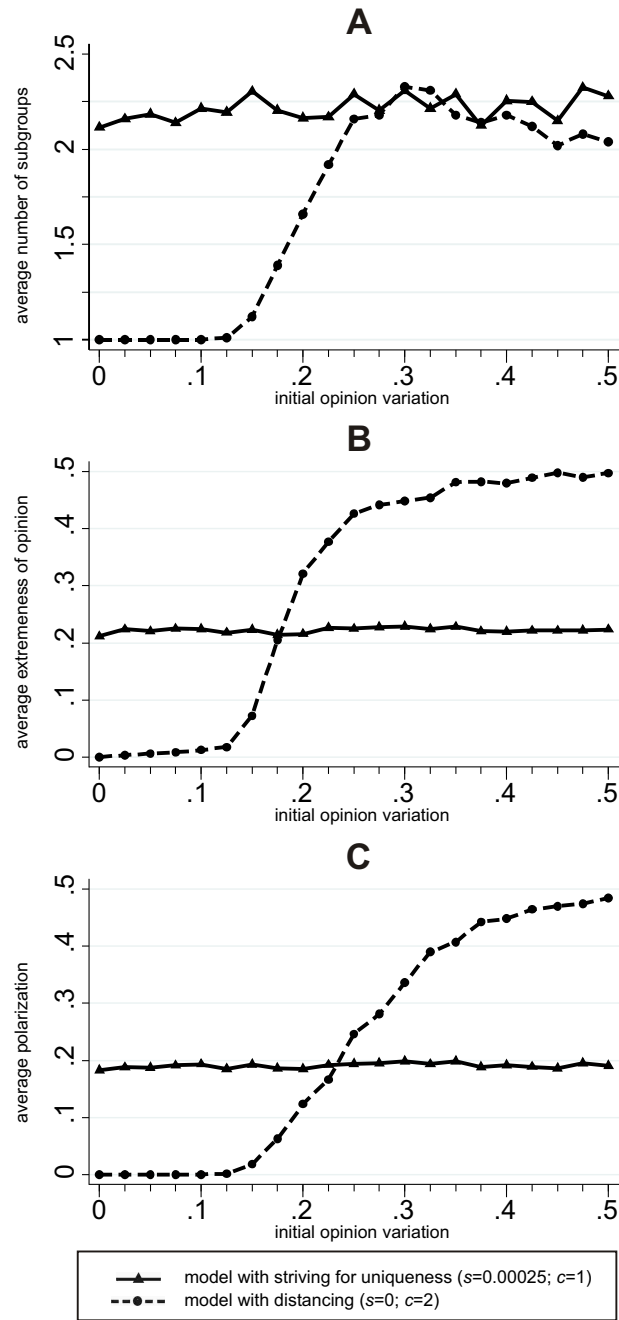 A
average number of subgroups
2.5
2
1.5
1
0 .1 .2 .3 .4 .5
initial opinion variation
B
average extremeness of opinion
.5
.4
.3
.2
.1
0
0 .1 .2 .3 .4 .5
initial opinion variation
C
average polarization
.5
.4
.3
.2
.1
0
0 .1 .2 .3 .4 .5
initial opinion variation
model with striving for uniqueness (s=0.00025; c=1)
model with distancing (s=0; c=2)